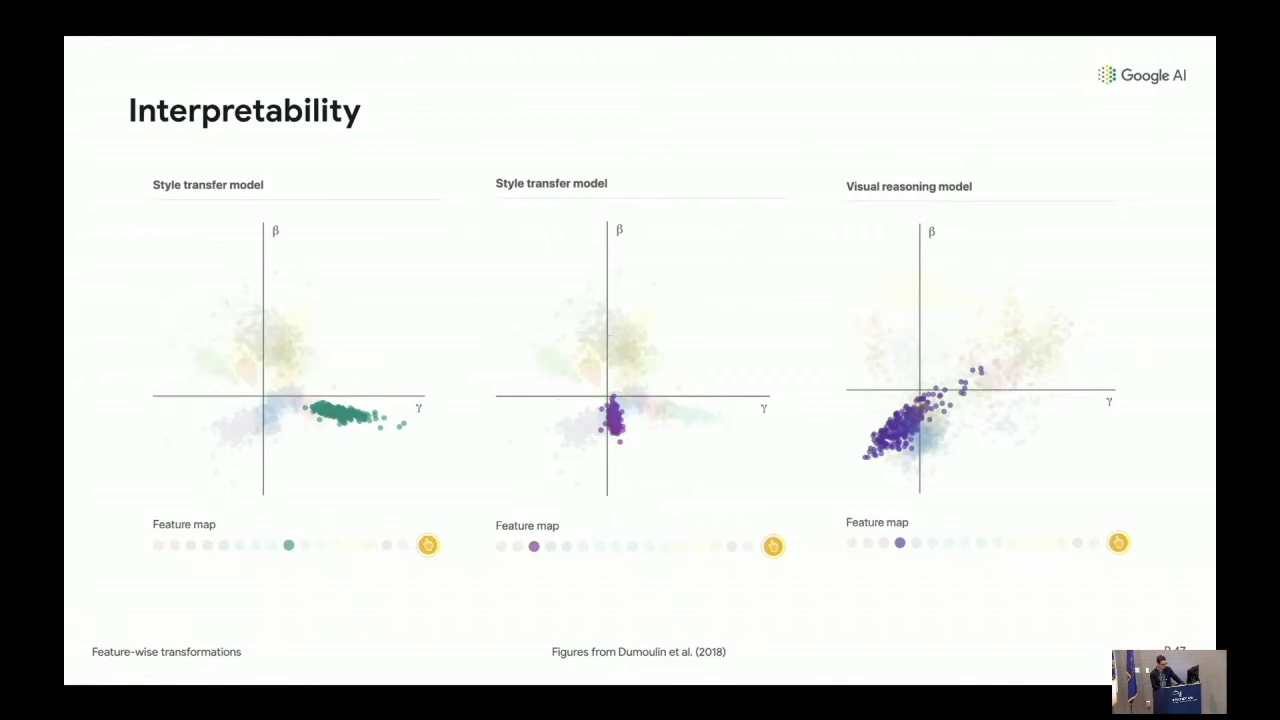 Google AI
Interpretability
Style transfer model
Style transfer model
Visual reasoning model
β
β
β
γ
γ
γ
Feature map
Feature map
Feature map
Feature-wise transformations
Figures from Dumoulin et al. (2018)